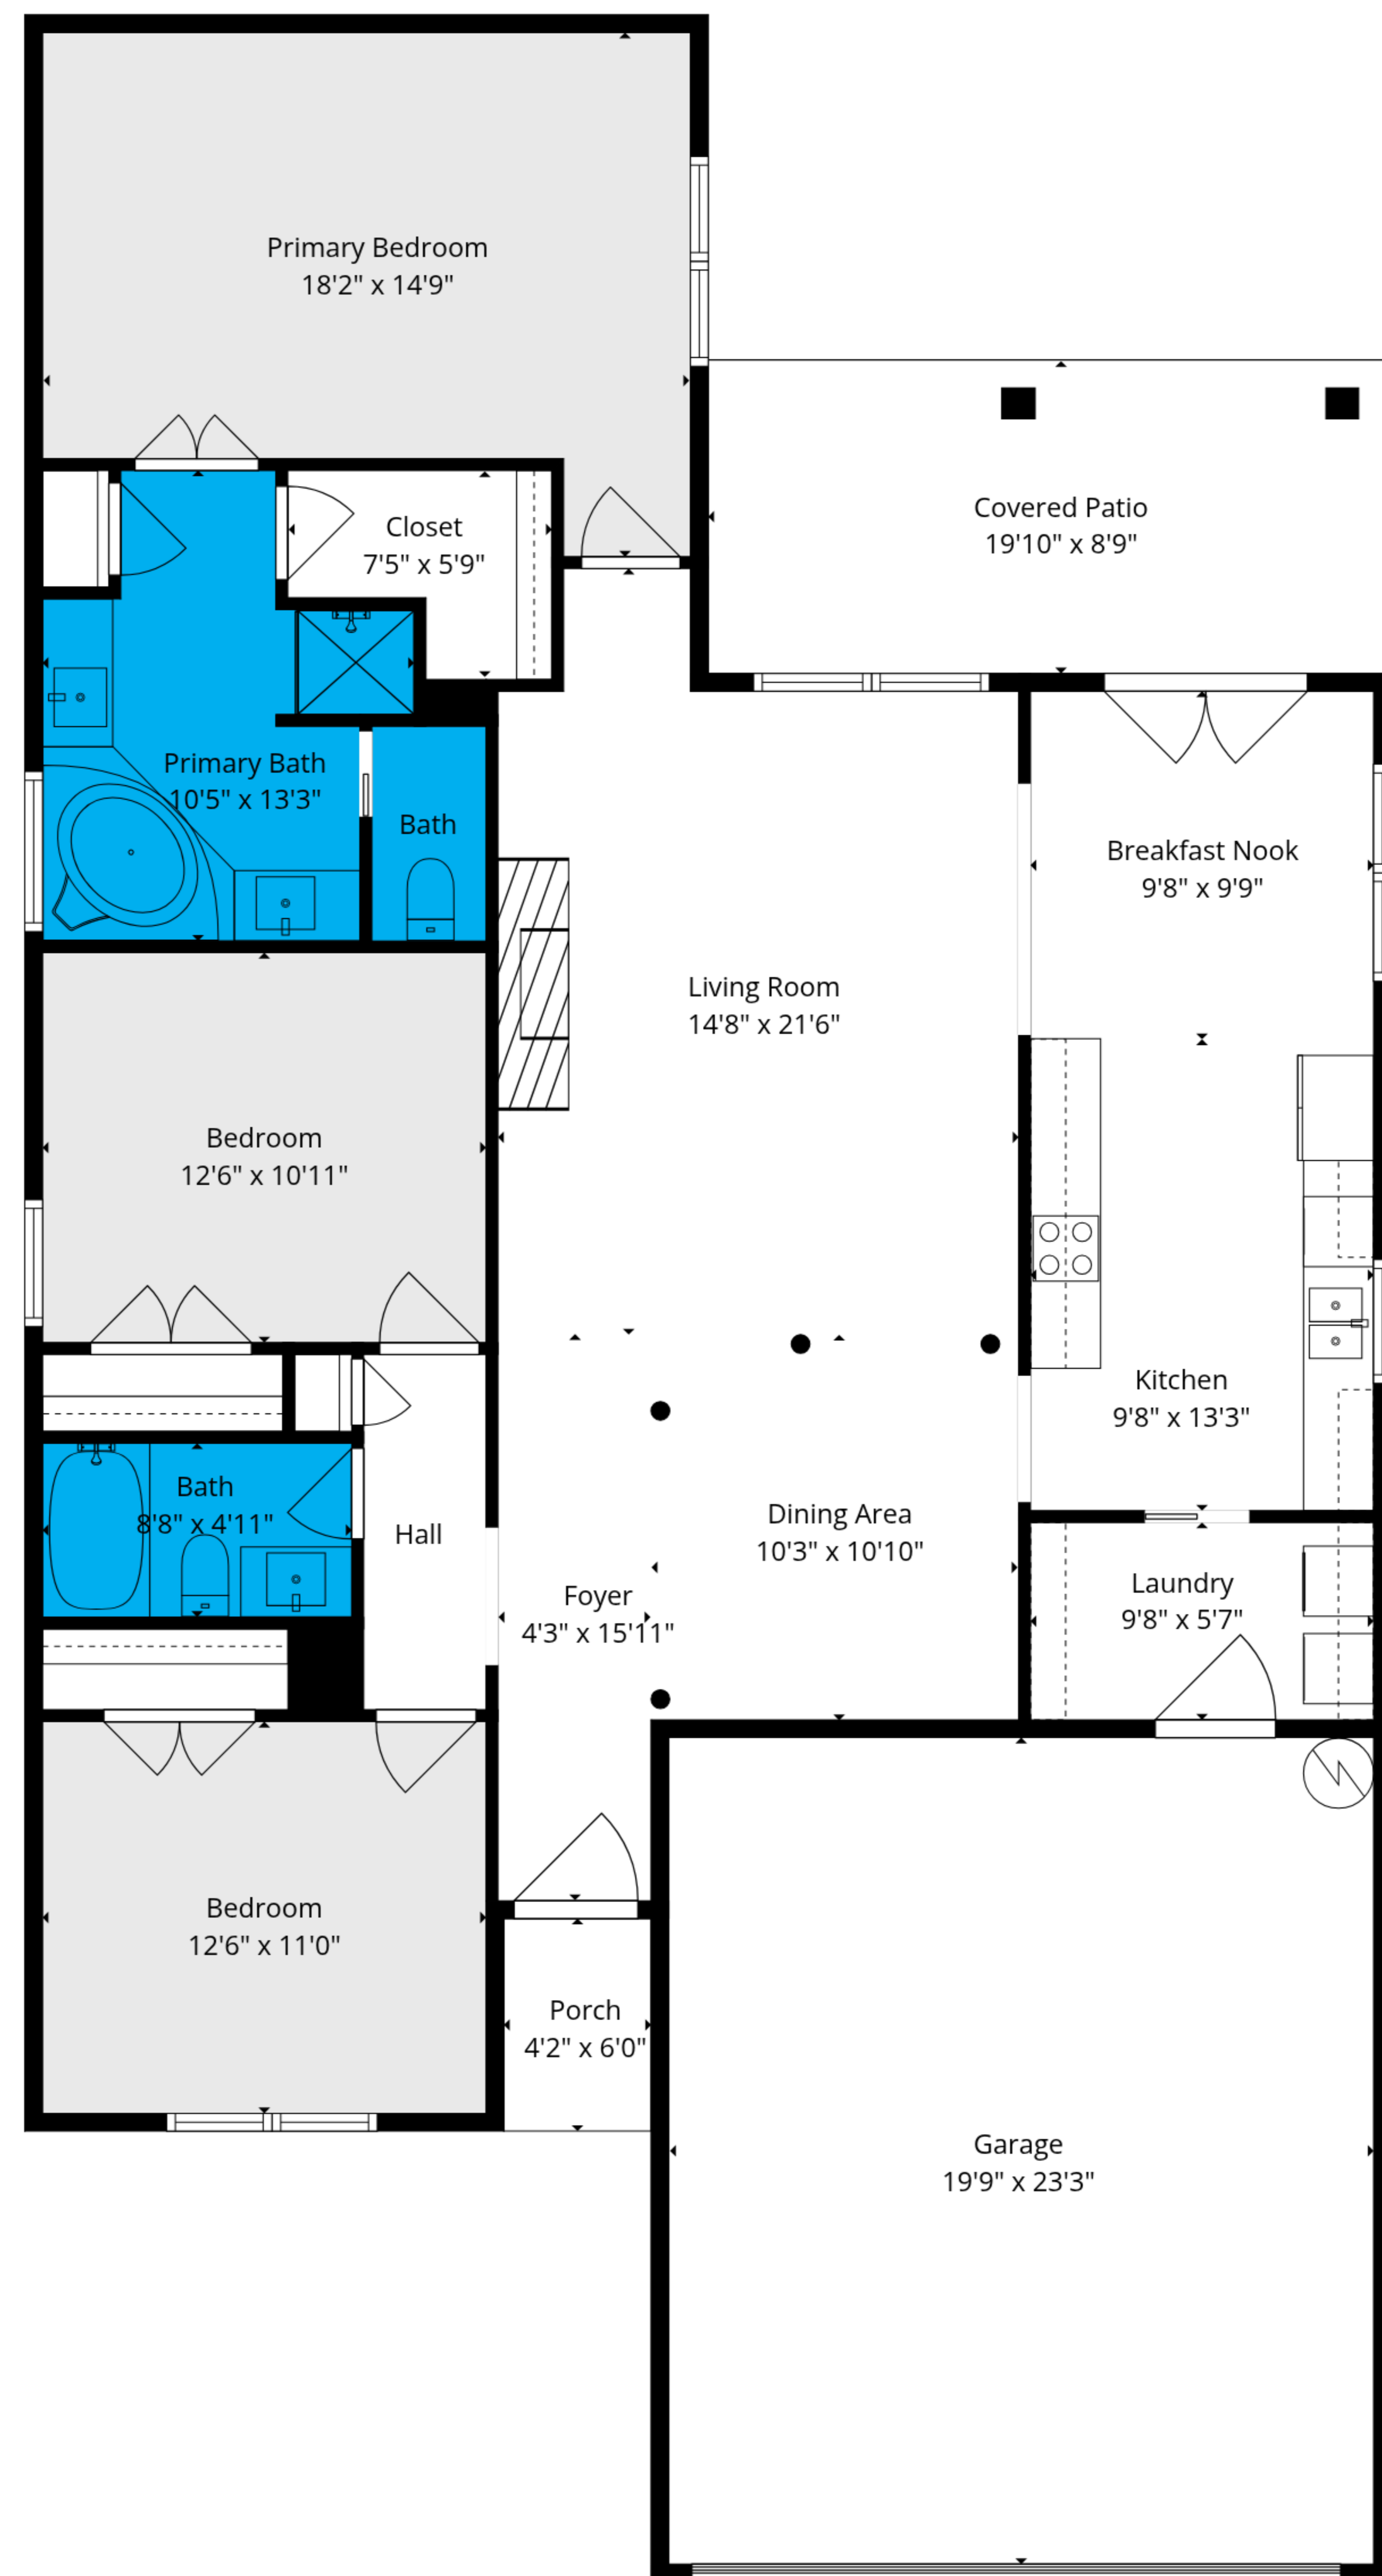 Primary Bedroom
18'2" x 14'9"
Covered Patio
19'10" x 8'9"
Closet
7'5" x 5'9"
Primary Bath
10'5" x 13'3"
Bath
Breakfast Nook
9'8" x 9'9"
Living Room
14'8" x 21'6"
Bedroom
12'6" x 10'11"
Kitchen
9'8" x 13'3"
Bath
8'8" x 4'11"
Hall
Dining Area
10'3" x 10'10"
Foyer
4'3" x 15'11"
Laundry
9'8" x 5'7"
Bedroom
12'6" x 11'0"
Porch
4'2" x 6'0"
Garage
19'9" x 23'3"